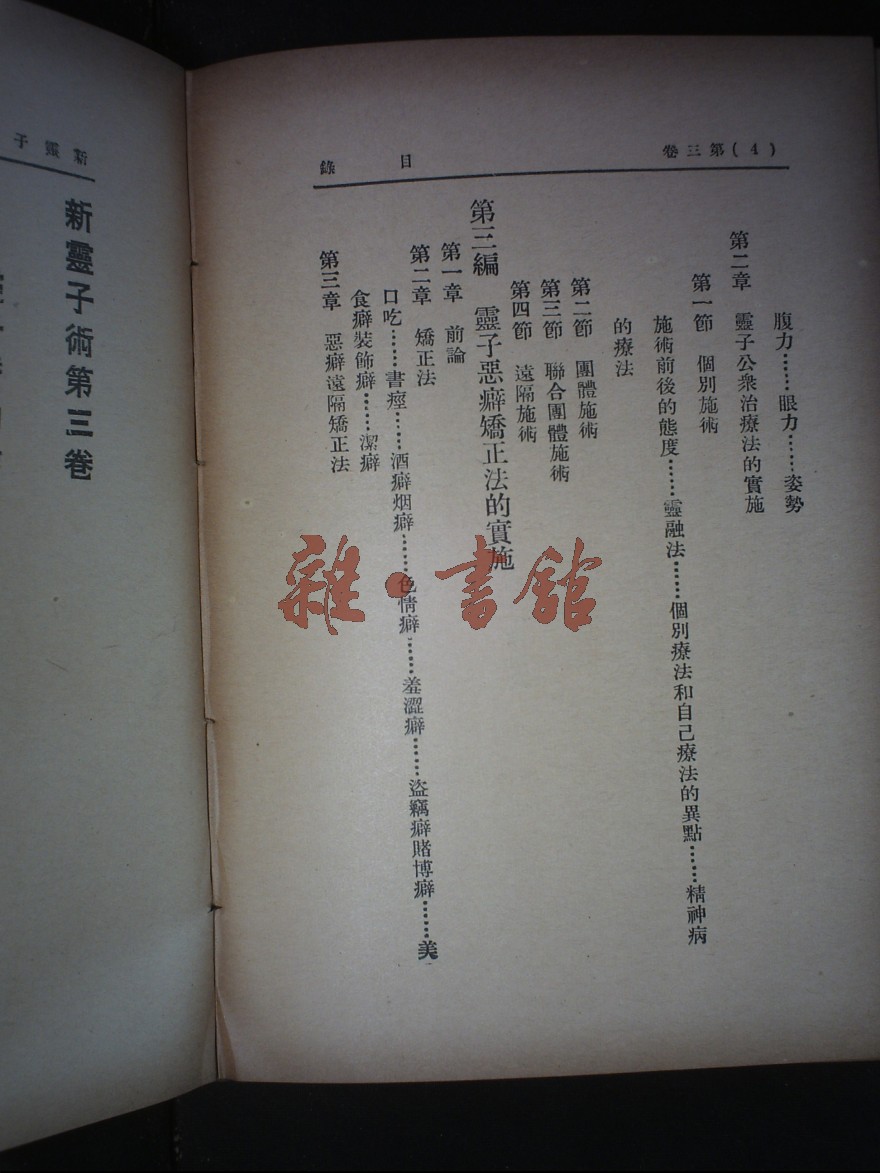 錄　目　卷三第(4)
腹力……眼力……姿勢
第二章　靈子公衆治療法的實施
第一節　個別施術
施術前後的態度……靈融法……個別療法和自己療法的異點……精神病
的療法
第二節　團體施術
第三節　聯合團體施術
第四節　遠隔施術
第三編　靈子惡癖矯正法的實施
第一章　前論
第二章　矯正法
口吃……書痙……酒癖烟癖……色情癖……羞澀癖……盜竊癖賭博癖……美
食癖裝飾癖……潔癖
第三章　惡癖遠隔矯正法
子靈新
新靈子術第三卷
雜·書館